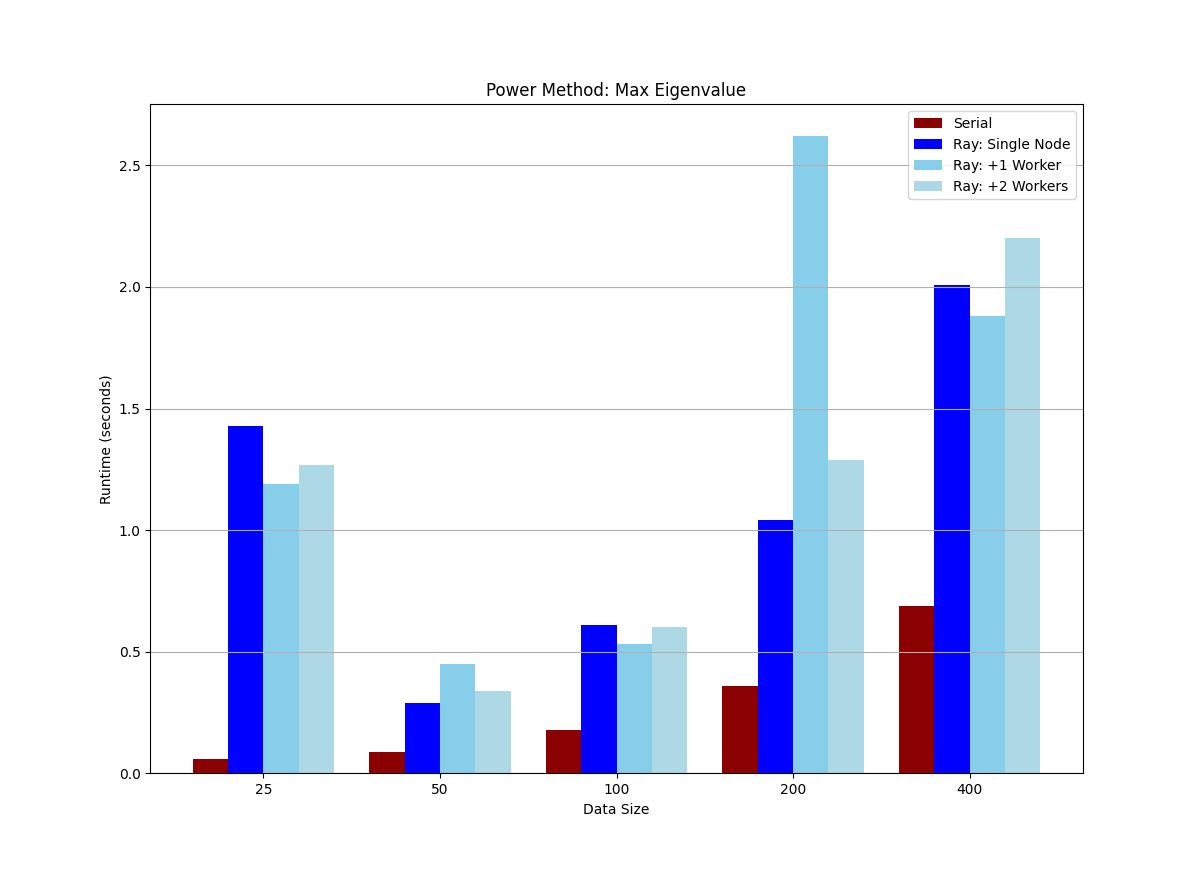 Power Method: Max Eigenvalue
Serial
Ray: Single Node
Ray: +1 Worker
Ray: +2 Workers
2.5
2.0
1.5
1.0
0.5
0.0
Runtime (seconds)
25 50 100 200 400
Data Size